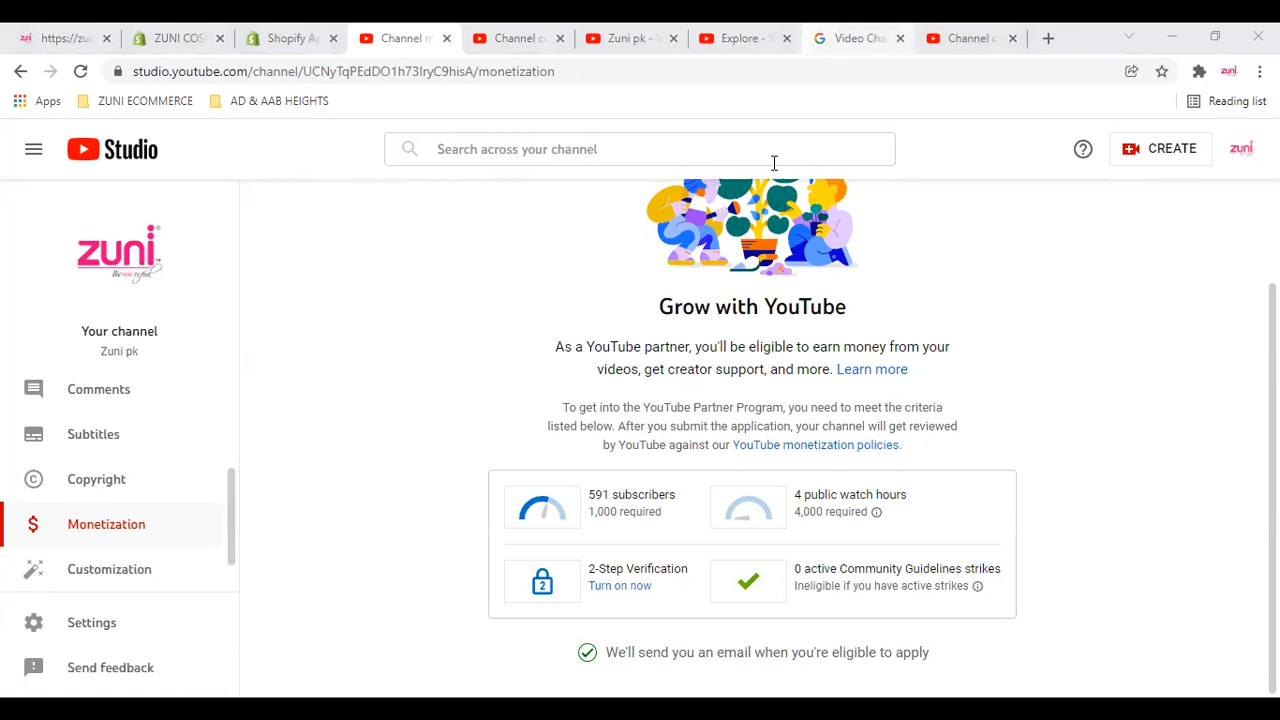 https://zu
ZUNI COS
Shopify A
Channel m
Channel c
Zuni pk -
Explore - Y
Video Cha
Channel c
studio.youtube.com/channel/UCNyTqPEdDO1h73IryC9hisA/monetization
zuni
Apps
ZUNI ECOMMERCE
AD & AAB HEIGHTS
Reading list
Studio
Search across your channel
CREATE
zuni
zuni
Your channel
Zuni pk
Comments
Subtitles
Copyright
Monetization
Customization
Settings
Send feedback
Grow with YouTube
As a YouTube partner, you'll be eligible to earn money from your
videos, get creator support, and more. Learn more
To get into the YouTube Partner Program, you need to meet the criteria
listed below. After you submit the application, your channel will get reviewed
by YouTube against our YouTube monetization policies.
591 subscribers
1,000 required
4 public watch hours
4,000 required
2-Step Verification
Turn on now
0 active Community Guidelines strikes
Ineligible if you have active strikes
We'll send you an email when you're eligible to apply